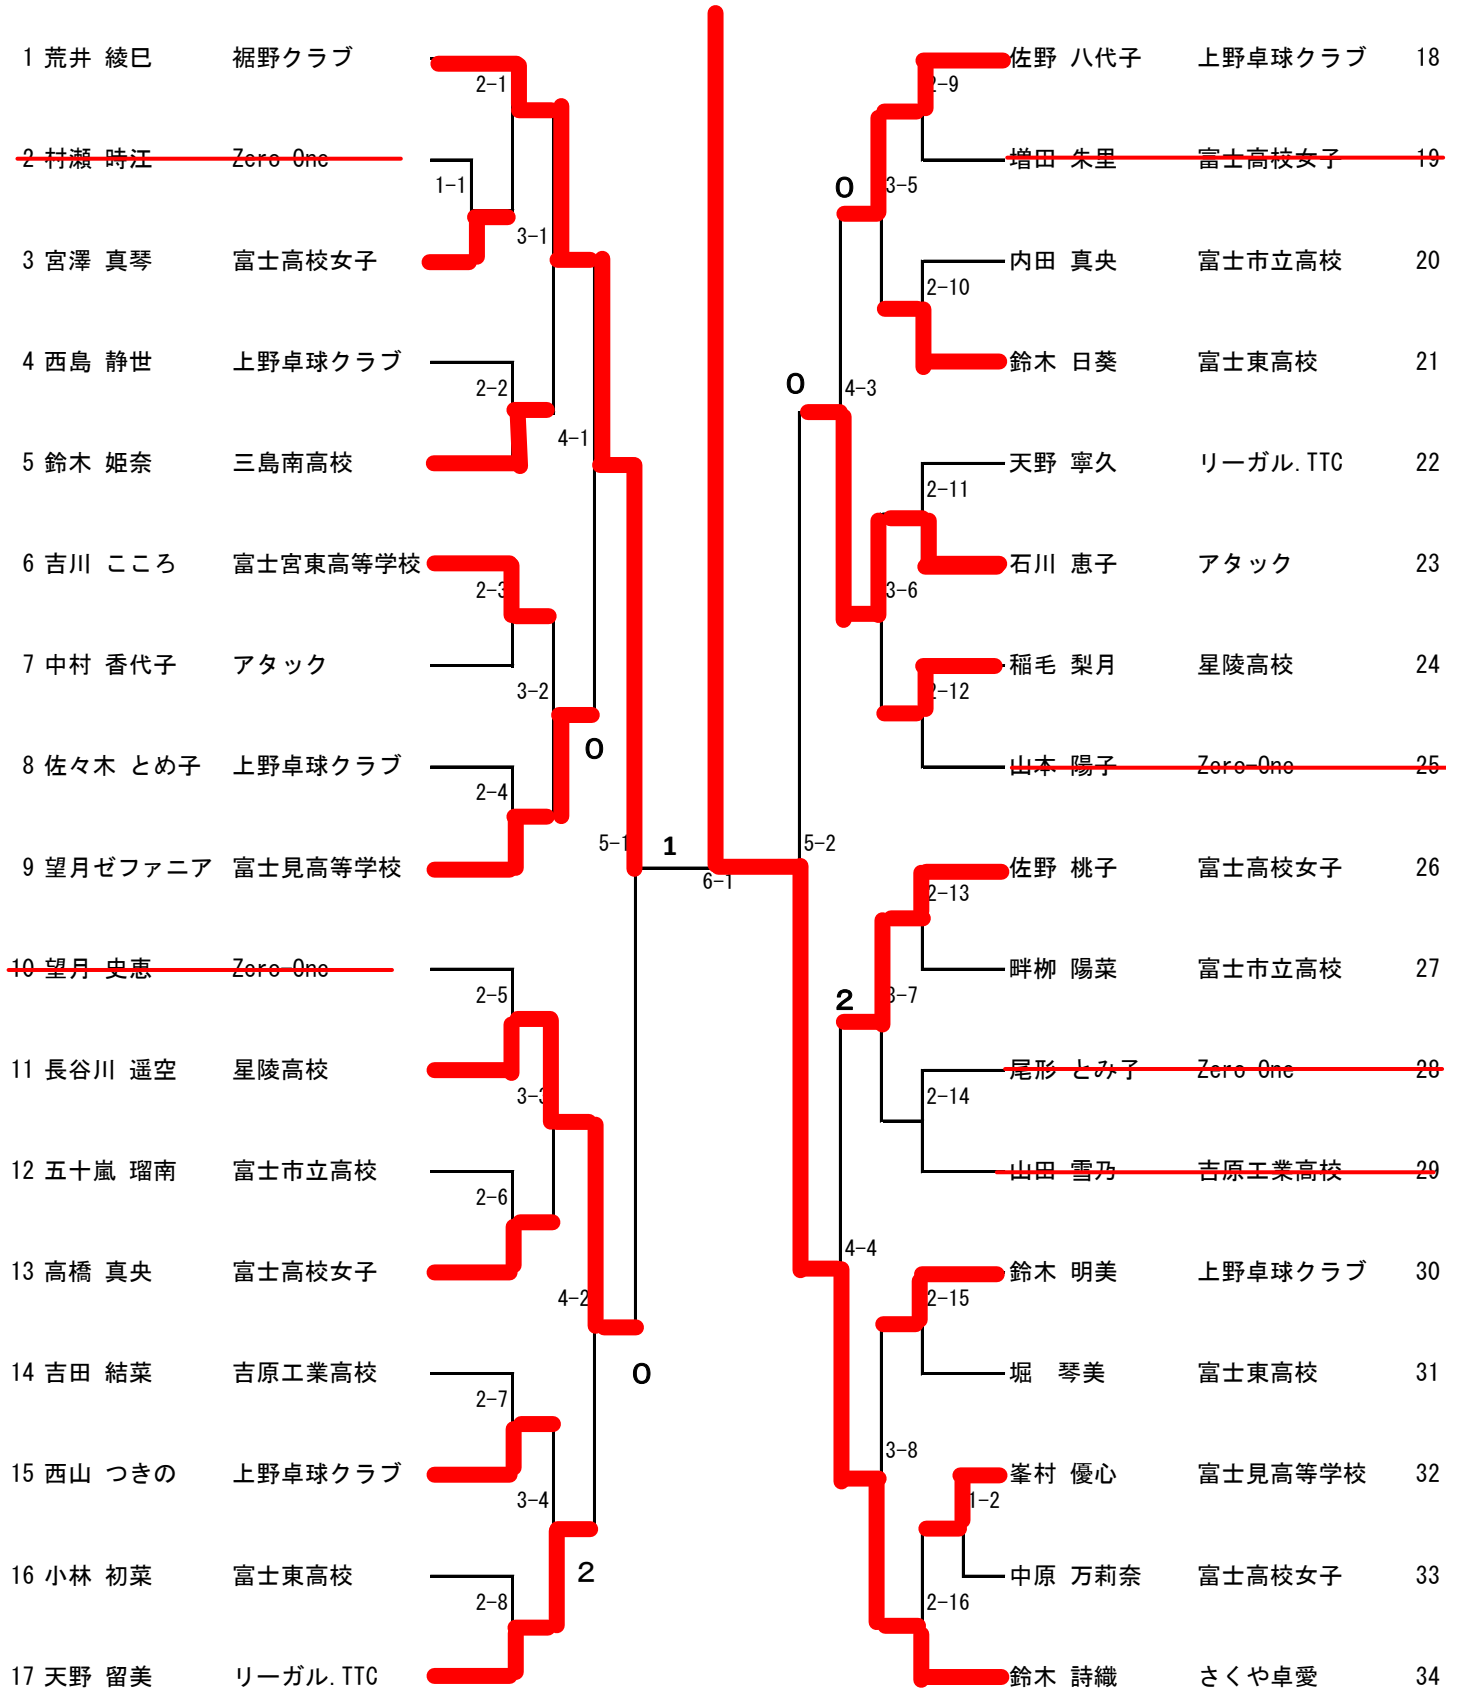 1 荒井 綾巳 裾野クラブ
2-1
2 村瀬 時江 Zero-One
1-1
3 宮澤 真琴 富士高校女子
3-1
4 西島 静世 上野卓球クラブ
2-2
4-1
5 鈴木 姫奈 三島南高校
6 吉川 こころ 富士宮東高等学校
2-3
7 中村 香代子 アタック
3-2
0
8 佐々木 とめ子 上野卓球クラブ
2-4
5-1
1
9 望月ゼファニア 富士見高等学校
6-1
10 望月 史恵 Zero-One
2-5
11 長谷川 遥空 星陵高校
3-3
12 五十嵐 瑠南 富士市立高校
2-6
13 高橋 真央 富士高校女子
4-2
14 吉田 結菜 吉原工業高校
0
2-7
15 西山 つきの 上野卓球クラブ
3-4
16 小林 初菜 富士東高校
2
2-8
17 天野 留美 リーガル.TTC
佐野 八代子 上野卓球クラブ 18
2-9
増田 朱里 富士高校女子 19
0
3-5
内田 真央 富士市立高校 20
2-10
鈴木 日葵 富士東高校 21
0
4-3
天野 寧久 リーガル.TTC 22
2-11
石川 恵子 アタック 23
3-6
稲毛 梨月 星陵高校 24
2-12
山本 陽子 Zero-One 25
5-2
佐野 桃子 富士高校女子 26
2-13
畔栁 陽菜 富士市立高校 27
2
3-7
尾形 とみ子 Zero-One 28
2-14
山田 雪乃 吉原工業高校 29
4-4
鈴木 明美 上野卓球クラブ 30
2-15
堀 琴美 富士東高校 31
3-8
峯村 優心 富士見高等学校 32
1-2
中原 万莉奈 富士高校女子 33
2-16
鈴木 詩織 さくや卓愛 34